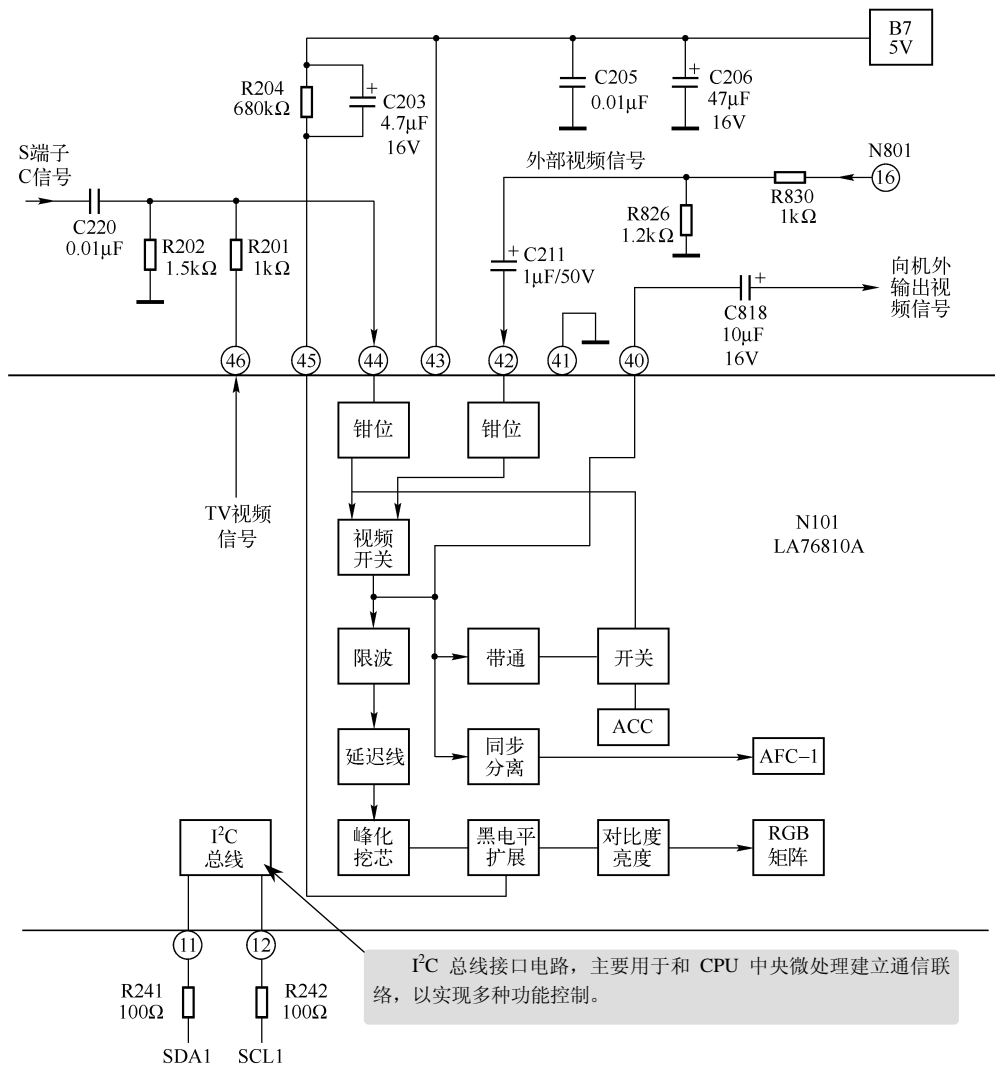 B7
5V
R204
680kΩ
+
C203
4.7μF
16V
C205
0.01μF
+
C206
47μF
16V
S端子
C信号
C220
0.01μF
R202
1.5kΩ
R201
1kΩ
外部视频信号
N801
16
R830
1kΩ
R826
1.2kΩ
+
C211
1μF/50V
+
C818
10μF
16V
向机外
输出视
频信号
46
45
44
43
42
41
40
钳位
钳位
TV视频
信号
视频
开关
N101
LA76810A
限波
带通
开关
ACC
延迟线
同步
分离
AFC-1
I²C
总线
峰化
挖芯
黑电平
扩展
对比度
亮度
RGB
矩阵
11
12
I²C 总线接口电路，主要用于和 CPU 中央微处理建立通信联
络，以实现多种功能控制。
R241
100Ω
R242
100Ω
SDA1
SCL1